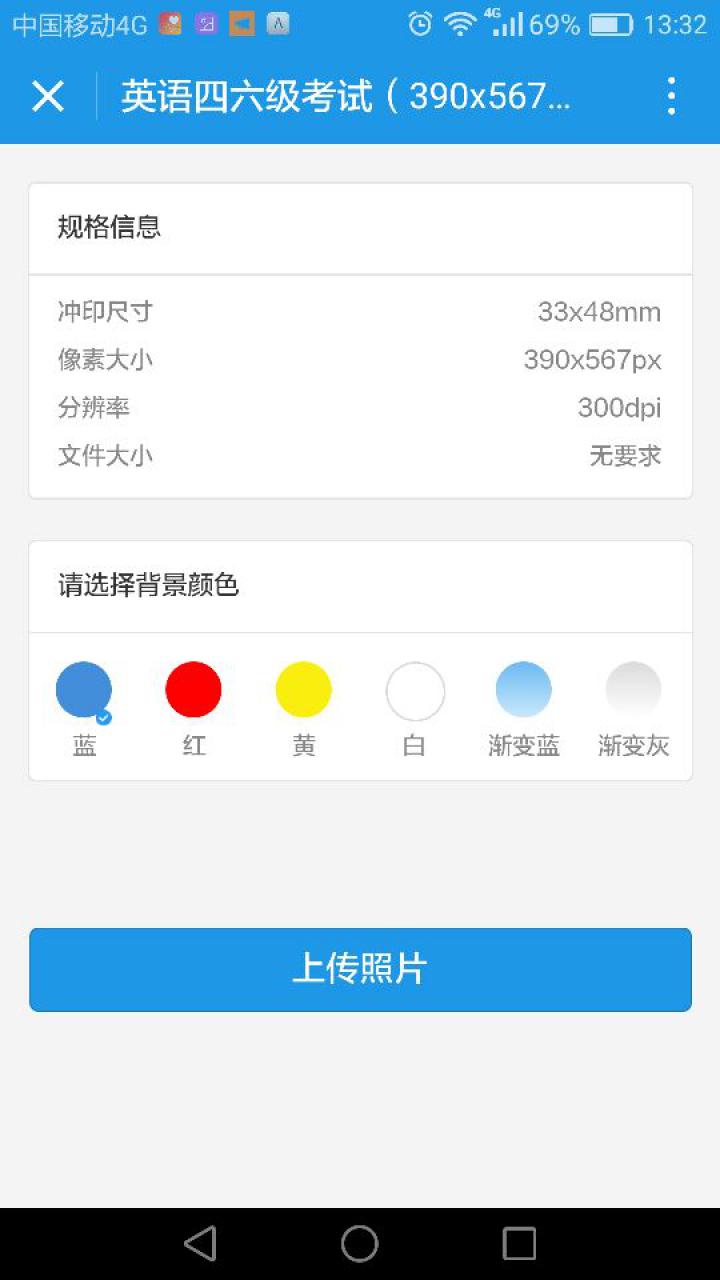 中国移动4G 4G 69% 13:32
英语四六级考试（390x567...
规格信息
冲印尺寸 33x48mm
像素大小 390x567px
分辨率 300dpi
文件大小 无要求
请选择背景颜色
蓝 红 黄 白 渐变蓝 渐变灰
上传照片